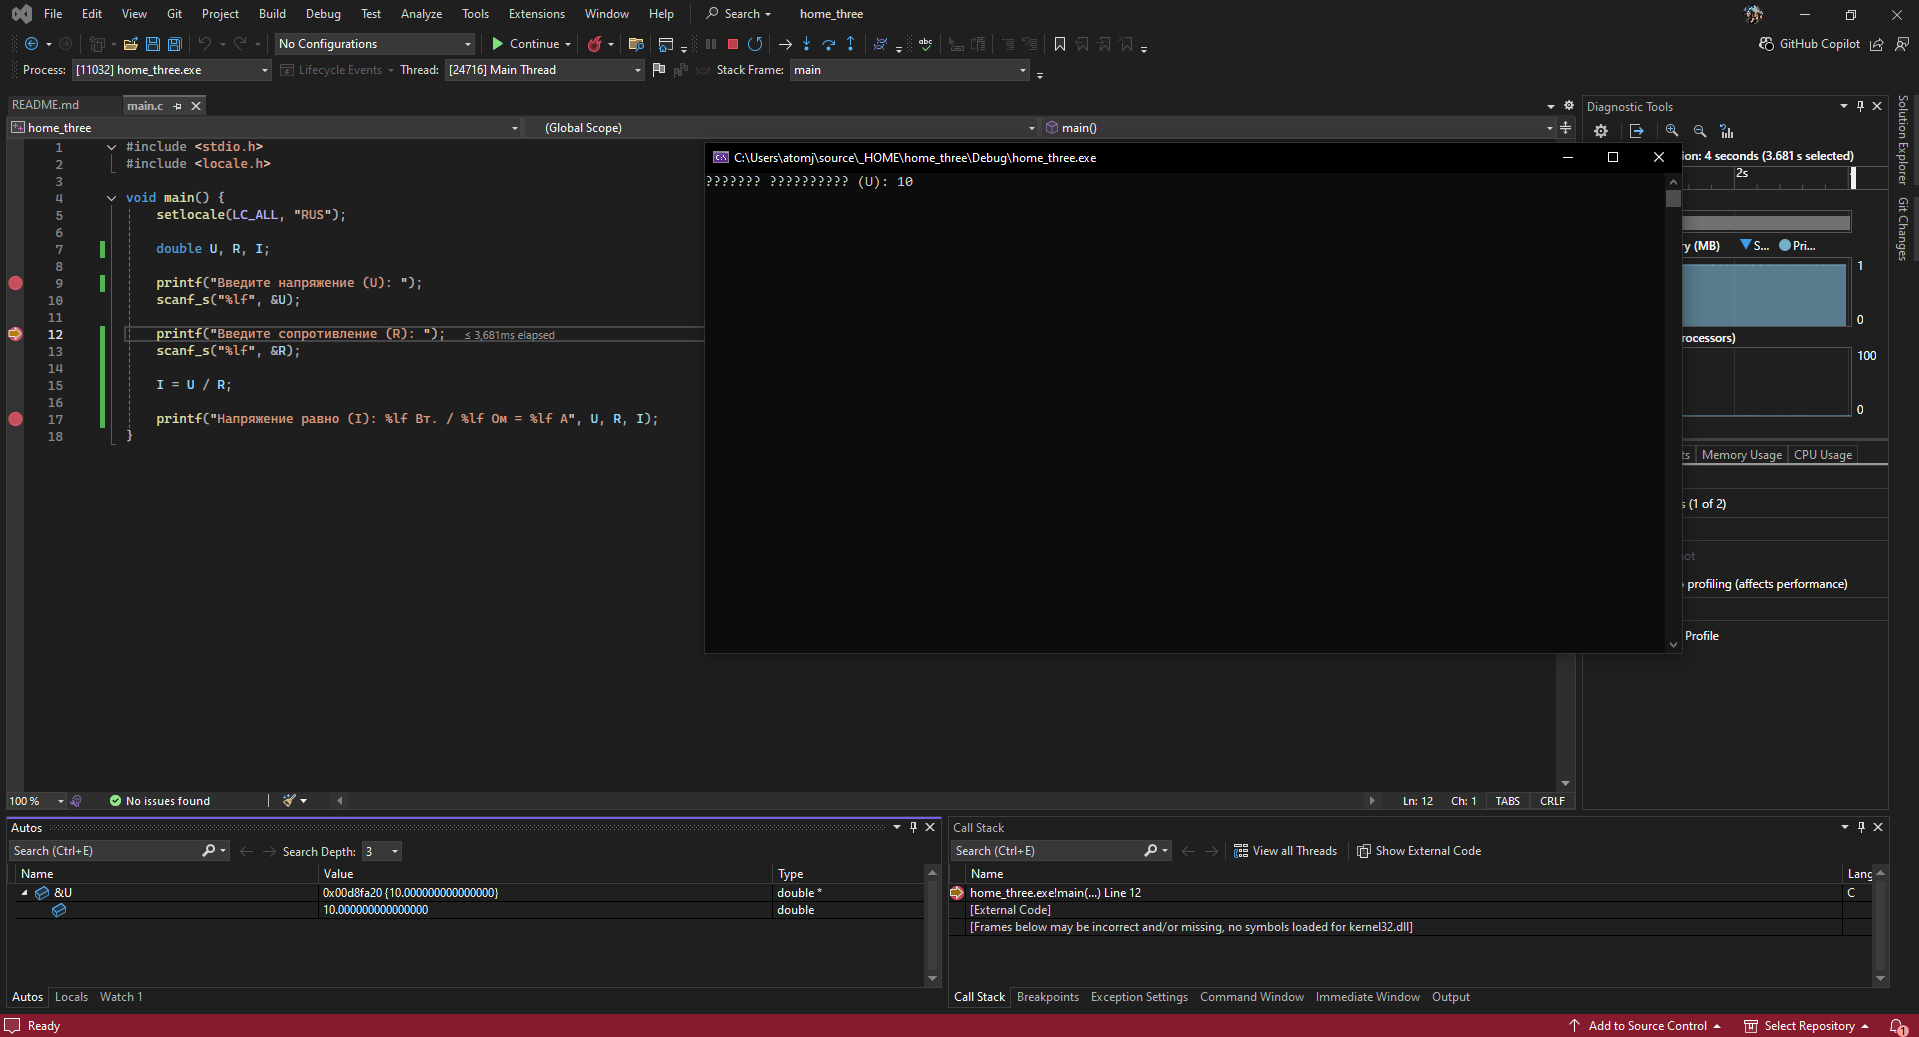 File Edit View Git Project Build Debug Test Analyze Tools Extensions Window Help Search home_three
No Configurations Continue GitHub Copilot
Process: [11032] home_three.exe Lifecycle Events Thread: [24716] Main Thread Stack Frame: main
README.md main.c
home_three (Global Scope) main()
1 #include <stdio.h>
2 #include <locale.h>
3
4 void main() {
5 setlocale(LC_ALL, "RUS");
6
7 double U, R, I;
8
9 printf("Введите напряжение (U): ");
10 scanf_s("%lf", &U);
11
12 printf("Введите сопротивление (R): "); ≤ 3,681ms elapsed
13 scanf_s("%lf", &R);
14
15 I = U / R;
16
17 printf("Напряжение равно (I): %lf Вт. / %lf Ом = %lf А", U, R, I);
18 }
C:\Users\atomj\source\_HOME\home_three\Debug\home_three.exe
??????? ?????????? (U): 10
Diagnostic Tools
ion: 4 seconds (3.681 s selected)
2s
ry (MB) S... Pri...
1
0
rocessors)
100
0
ts Memory Usage CPU Usage
s (1 of 2)
ot
profiling (affects performance)
Profile
Solution Explorer
Git Changes
100 % No issues found Ln: 12 Ch: 1 TABS CRLF
Autos
Search (Ctrl+E) Search Depth: 3
Name Value Type
&U 0x00d8fa20 {10.000000000000000} double *
10.000000000000000 double
Autos Locals Watch 1
Call Stack
Search (Ctrl+E) View all Threads Show External Code
Name Lang
home_three.exe!main(...) Line 12 C
[External Code]
[Frames below may be incorrect and/or missing, no symbols loaded for kernel32.dll]
Call Stack Breakpoints Exception Settings Command Window Immediate Window Output
Ready Add to Source Control Select Repository 1